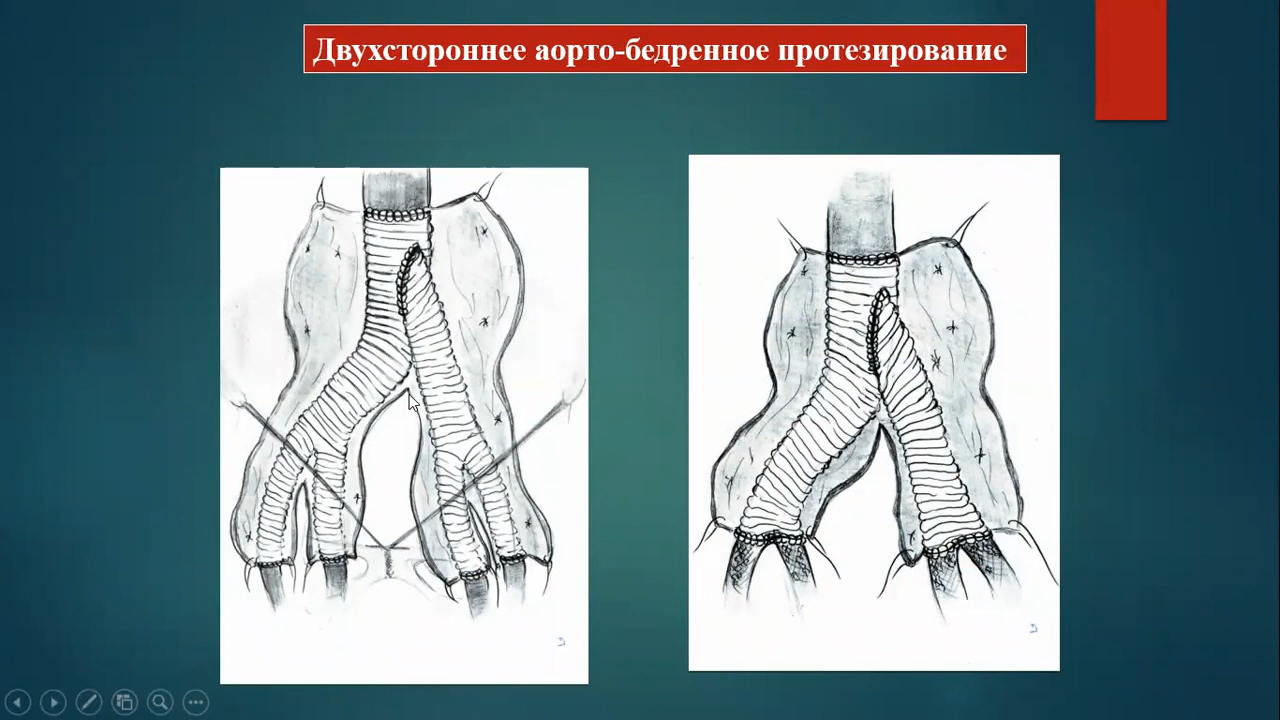 Двухстороннее аорто-бедренное протезирование